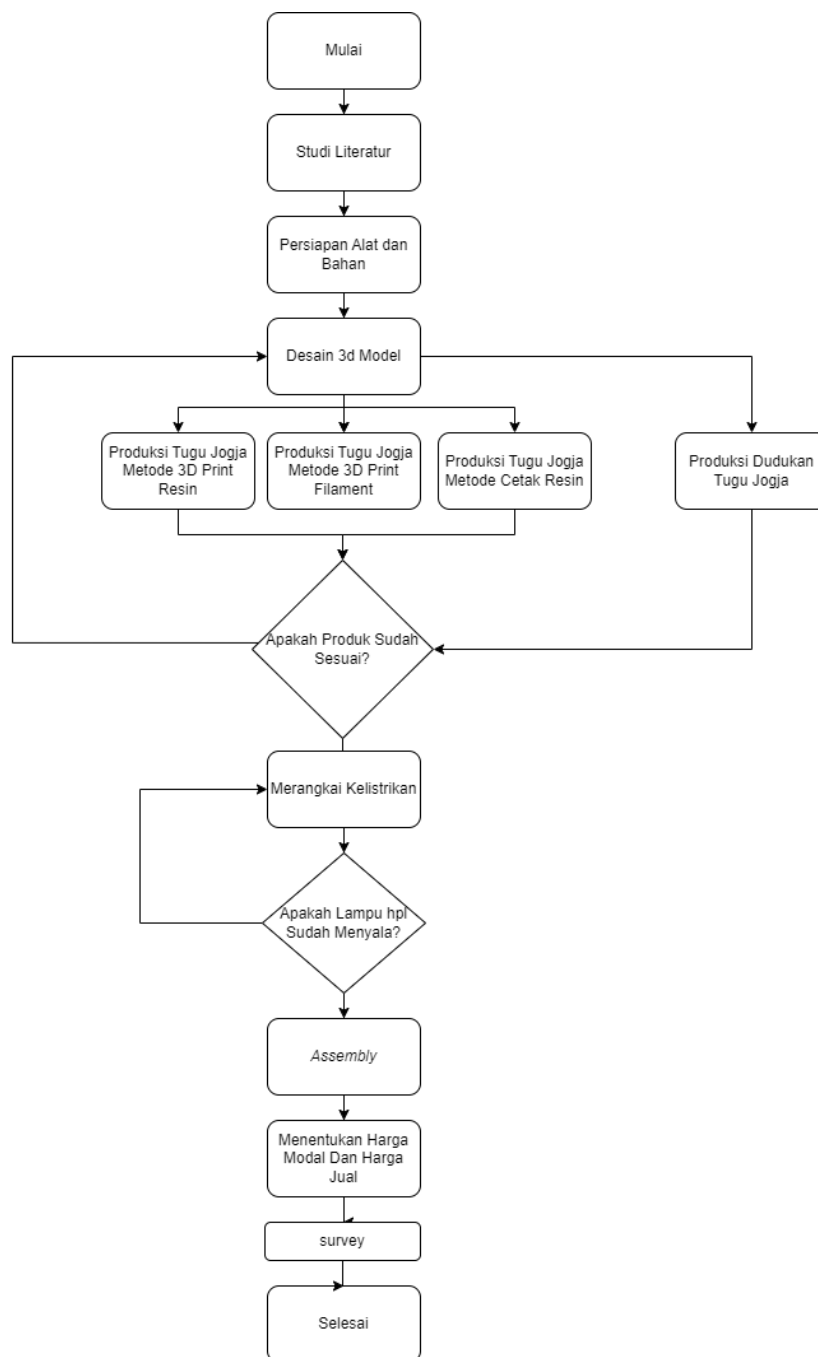 Mulai
Studi Literatur
Persiapan Alat dan
Bahan
Desain 3d Model
Produksi Tugu Jogja
Metode 3D Print
Resin
Produksi Tugu Jogja
Metode 3D Print
Filament
Produksi Tugu Jogja
Metode Cetak Resin
Produksi Dudukan
Tugu Jogja
Apakah Produk Sudah
Sesuai?
Merangkai Kelistrikan
Apakah Lampu hpl
Sudah Menyala?
Assembly
Menentukan Harga
Modal Dan Harga
Jual
survey
Selesai